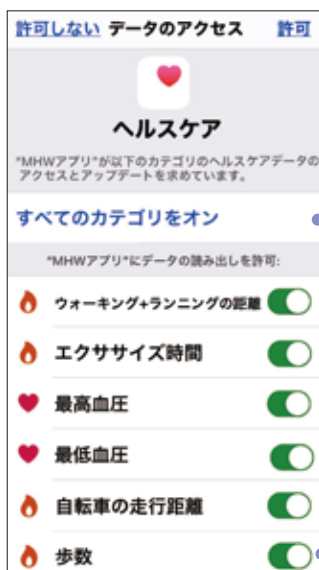 許可しない データのアクセス 許可
ヘルスケア
"MHWアプリ"が以下のカテゴリのヘルスケアデータの
アクセスとアップデートを求めています。
すべてのカテゴリをオン
"MHWアプリ"にデータの読み出しを許可:
ウォーキング+ランニングの距離
エクササイズ時間
最高血圧
最低血圧
自転車の走行距離
歩数